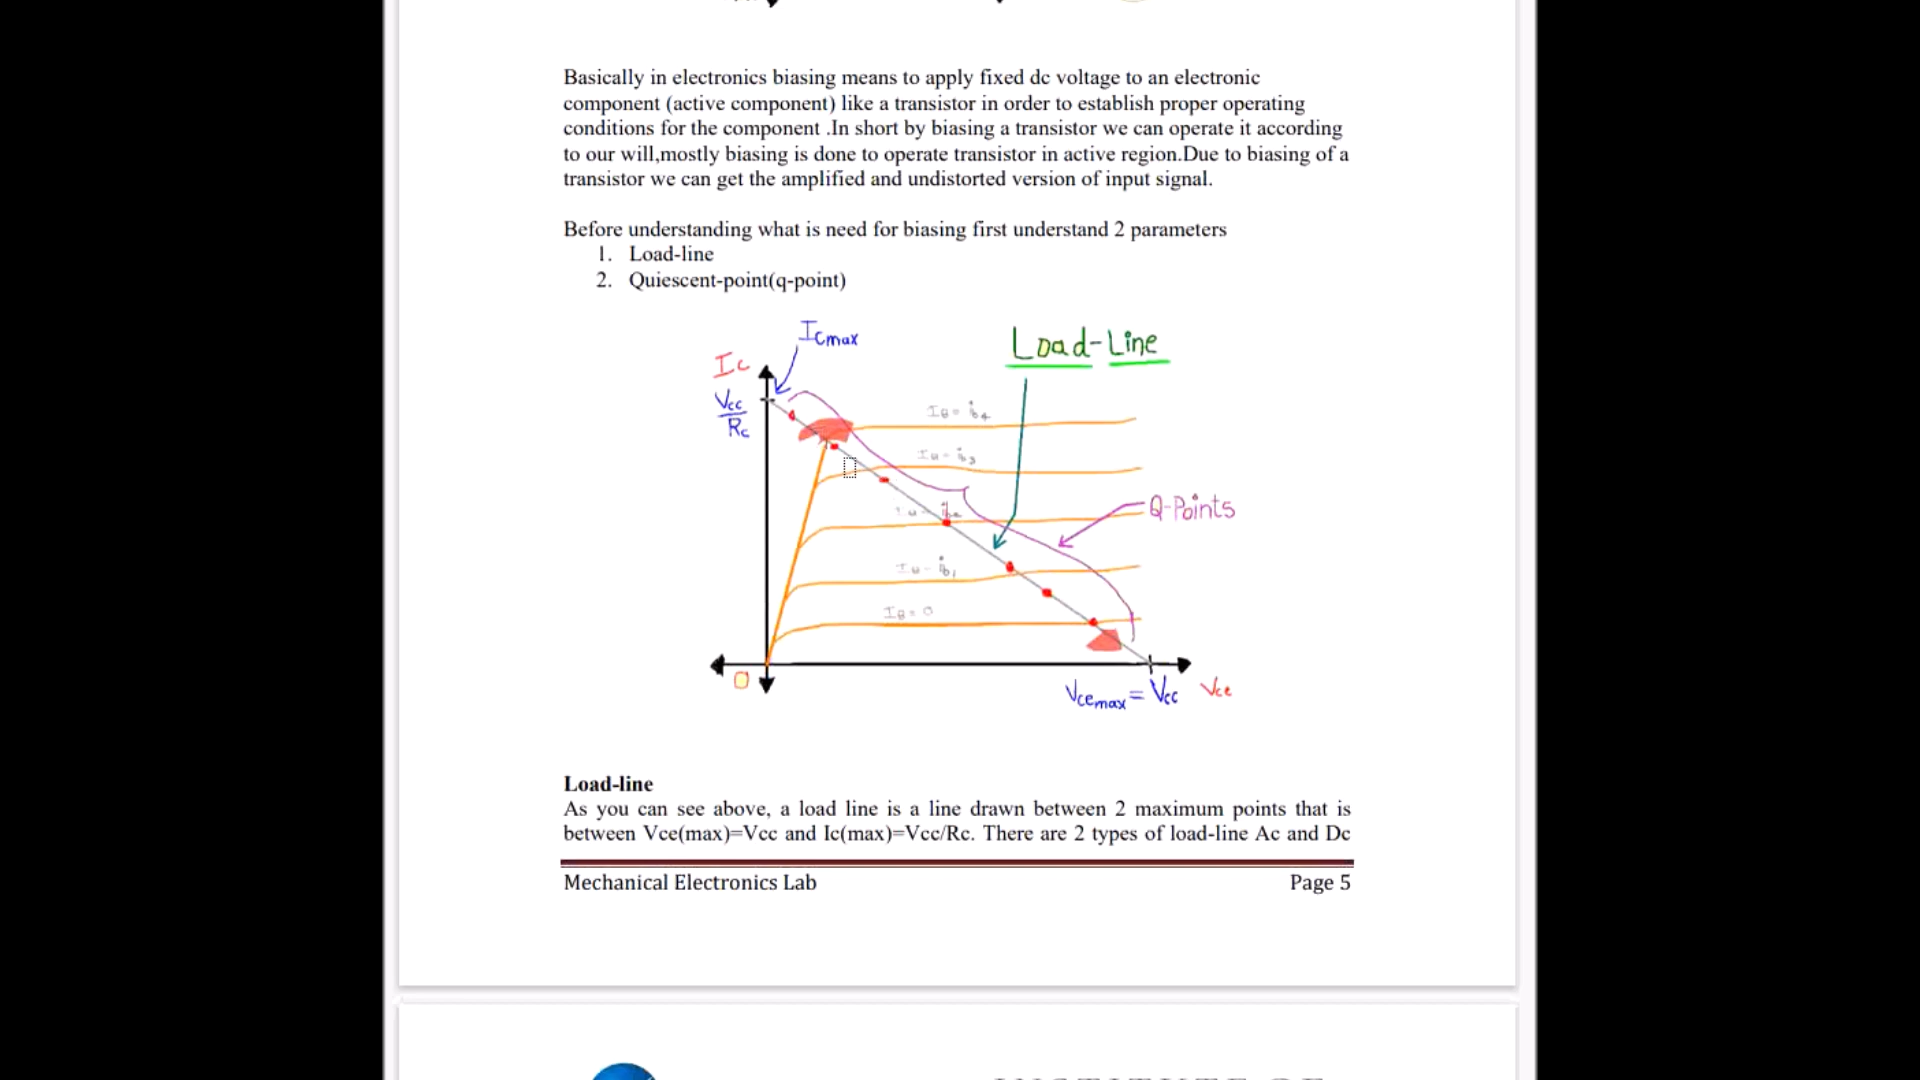 Basically in electronics biasing means to apply fixed dc voltage to an electronic
component (active component) like a transistor in order to establish proper operating
conditions for the component .In short by biasing a transistor we can operate it according
to our will,mostly biasing is done to operate transistor in active region.Due to biasing of a
transistor we can get the amplified and undistorted version of input signal.
Before understanding what is need for biasing first understand 2 parameters
1. Load-line
2. Quiescent-point(q-point)
Icmax
Load-Line
Ic
Vcc
Rc
IB = ib4
ib3
Q-Points
ib1
IB = 0
0
Vcemax = Vcc
Vce
Load-line
As you can see above, a load line is a line drawn between 2 maximum points that is
between Vce(max)=Vcc and Ic(max)=Vcc/Rc. There are 2 types of load-line Ac and Dc
Mechanical Electronics Lab
Page 5